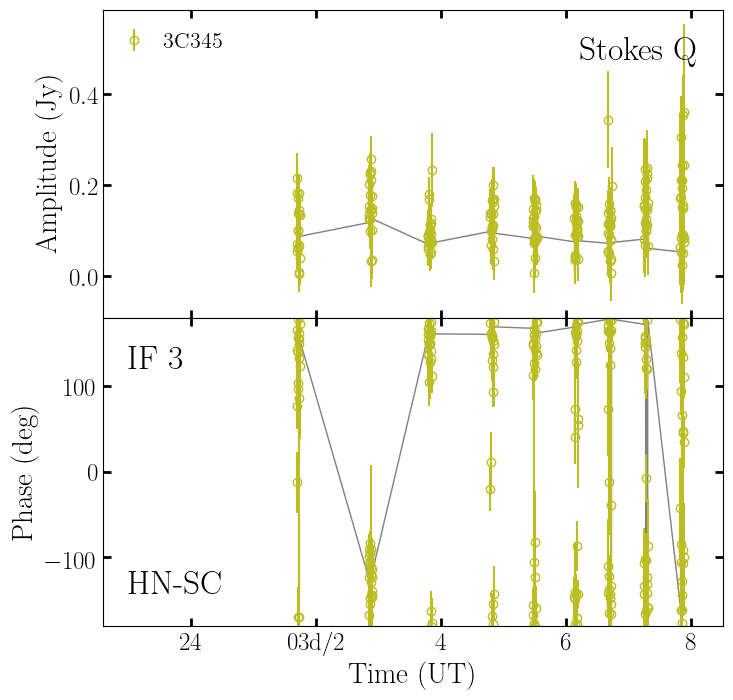 3C345
Stokes Q
Amplitude (Jy)
0.4
0.2
0.0
IF 3
HN-SC
Phase (deg)
100
0
−100
24 03d/2 4 6 8
Time (UT)